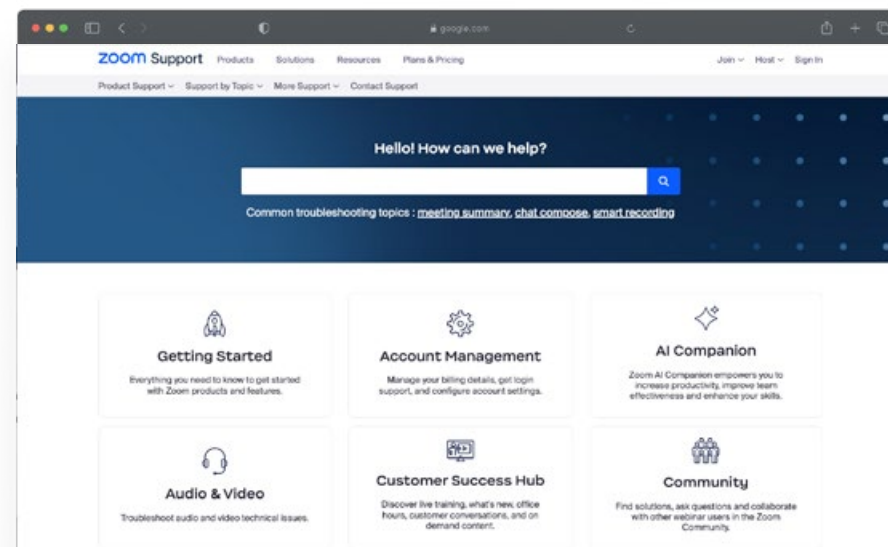 google.com
zoom Support Products Solutions Resources Plans & Pricing Join Host Sign In
Product Support Support by Topic More Support Contact Support
Hello! How can we help?
Common troubleshooting topics : meeting summary, chat compose, smart recording
Getting Started
Everything you need to know to get started
with Zoom products and features.
Account Management
Manage your billing details, get login
support, and configure account settings.
AI Companion
Zoom AI Companion empowers you to
increase productivity, improve team
effectiveness and enhance your skills.
Audio & Video
Troubleshoot audio and video technical issues.
Customer Success Hub
Discover live training, what's new, office
hours, customer conversations, and on
demand content.
Community
Find solutions, ask questions and collaborate
with other webinar users in the Zoom
Community.